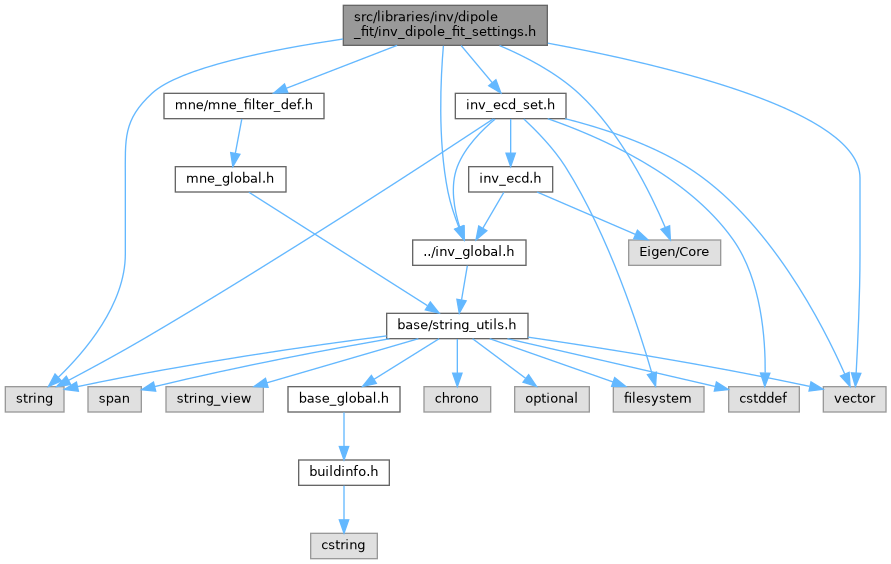 src/libraries/inv/dipole
_fit/inv_dipole_fit_settings.h
mne/mne_filter_def.h
inv_ecd_set.h
mne_global.h
inv_ecd.h
../inv_global.h
Eigen/Core
base/string_utils.h
string
span
string_view
base_global.h
chrono
optional
filesystem
cstddef
vector
buildinfo.h
cstring